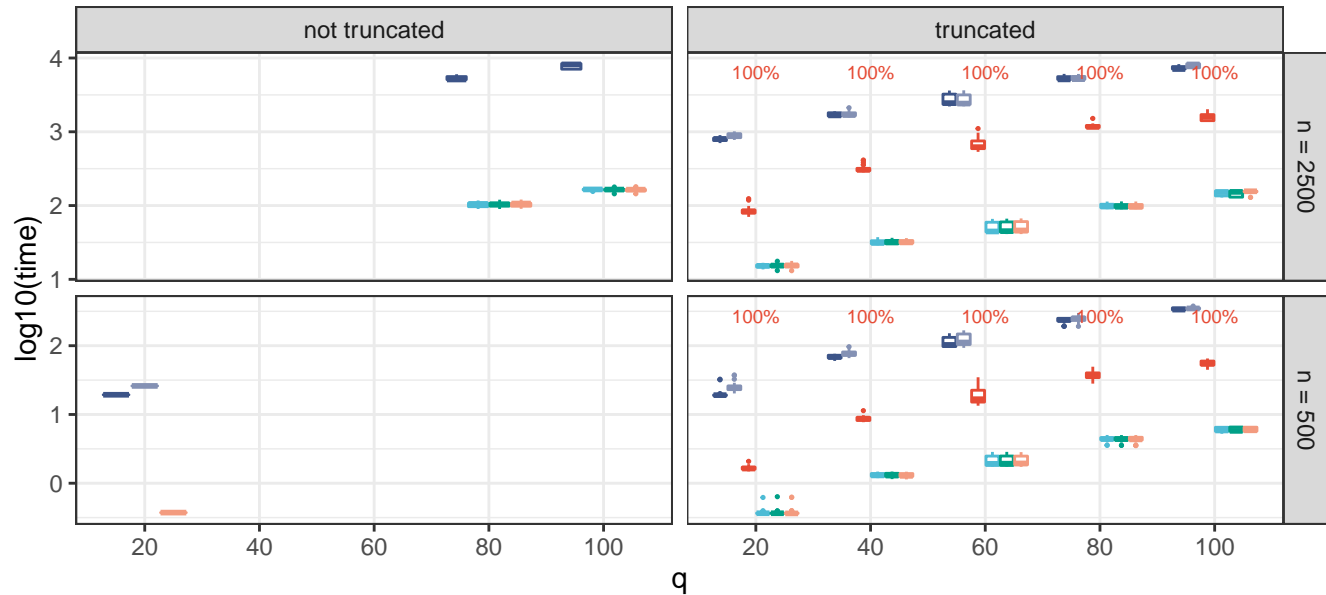 not truncated
truncated
4
3
2
1
100% 100% 100% 100% 100%
n = 2500
log10(time)
2
1
0
100% 100% 100% 100% 100%
n = 500
20 40 60 80 100
20 40 60 80 100
q